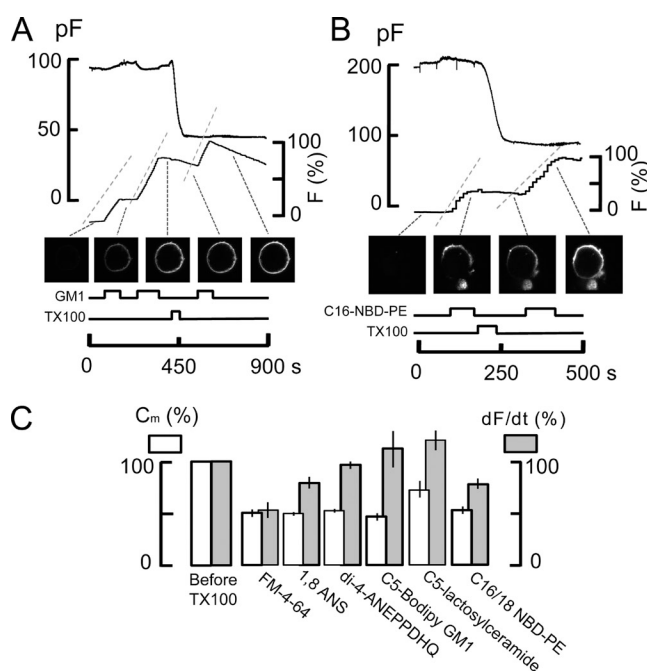 A
pF
100
50
0
100
0
F (%)
GM1
TX100
0 450 900 s
B
pF
200
100
0
100
0
F (%)
C16-NBD-PE
TX100
0 250 500 s
C
Cm (%)
dF/dt (%)
100
0
100
0
Before TX100
FM-4-64
1,8 ANS
di-4-ANEPPDHQ
C5-Bodipy GM1
C5-lactosylceramide
C16/18 NBD-PE